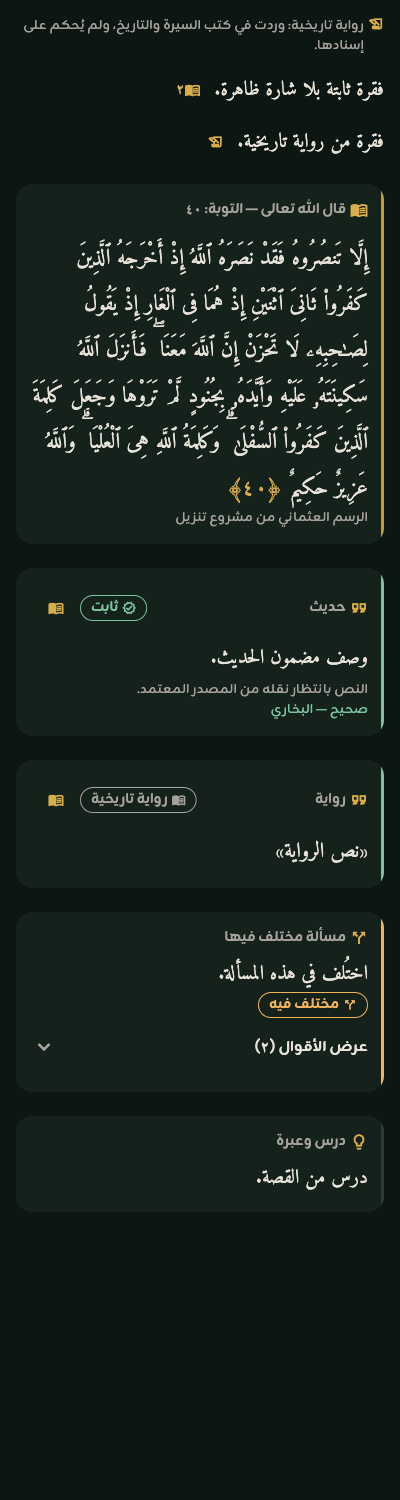 رواية تاريخية: وردت في كتب السيرة والتاريخ، ولم يُحكم على
إسنادها.
فقرة ثابتة بلا شارة ظاهرة. ٢
فقرة من رواية تاريخية.
قال الله تعالى — التوبة: ٤٠
إِلَّا تَنصُرُوهُ فَقَدْ نَصَرَهُ ٱللَّهُ إِذْ أَخْرَجَهُ ٱلَّذِينَ
كَفَرُوا۟ ثَانِىَ ٱثْنَيْنِ إِذْ هُمَا فِى ٱلْغَارِ إِذْ يَقُولُ
لِصَـٰحِبِهِۦ لَا تَحْزَنْ إِنَّ ٱللَّهَ مَعَنَا ۖ فَأَنزَلَ ٱللَّهُ
سَكِينَتَهُۥ عَلَيْهِ وَأَيَّدَهُۥ بِجُنُودٍ لَّمْ تَرَوْهَا وَجَعَلَ كَلِمَةَ
ٱلَّذِينَ كَفَرُوا۟ ٱلسُّفْلَىٰ ۗ وَكَلِمَةُ ٱللَّهِ هِىَ ٱلْعُلْيَا ۗ وَٱللَّهُ
عَزِيزٌ حَكِيمٌ ﴿٤٠﴾
الرسم العثماني من مشروع تنزيل
حديث ثابت
وصف مضمون الحديث.
النص بانتظار نقله من المصدر المعتمد.
صحيح — البخاري
رواية رواية تاريخية
«نص الرواية»
مسألة مختلف فيها
اختُلف في هذه المسألة.
مختلف فيه
عرض الأقوال (٢)
درس وعبرة
درس من القصة.